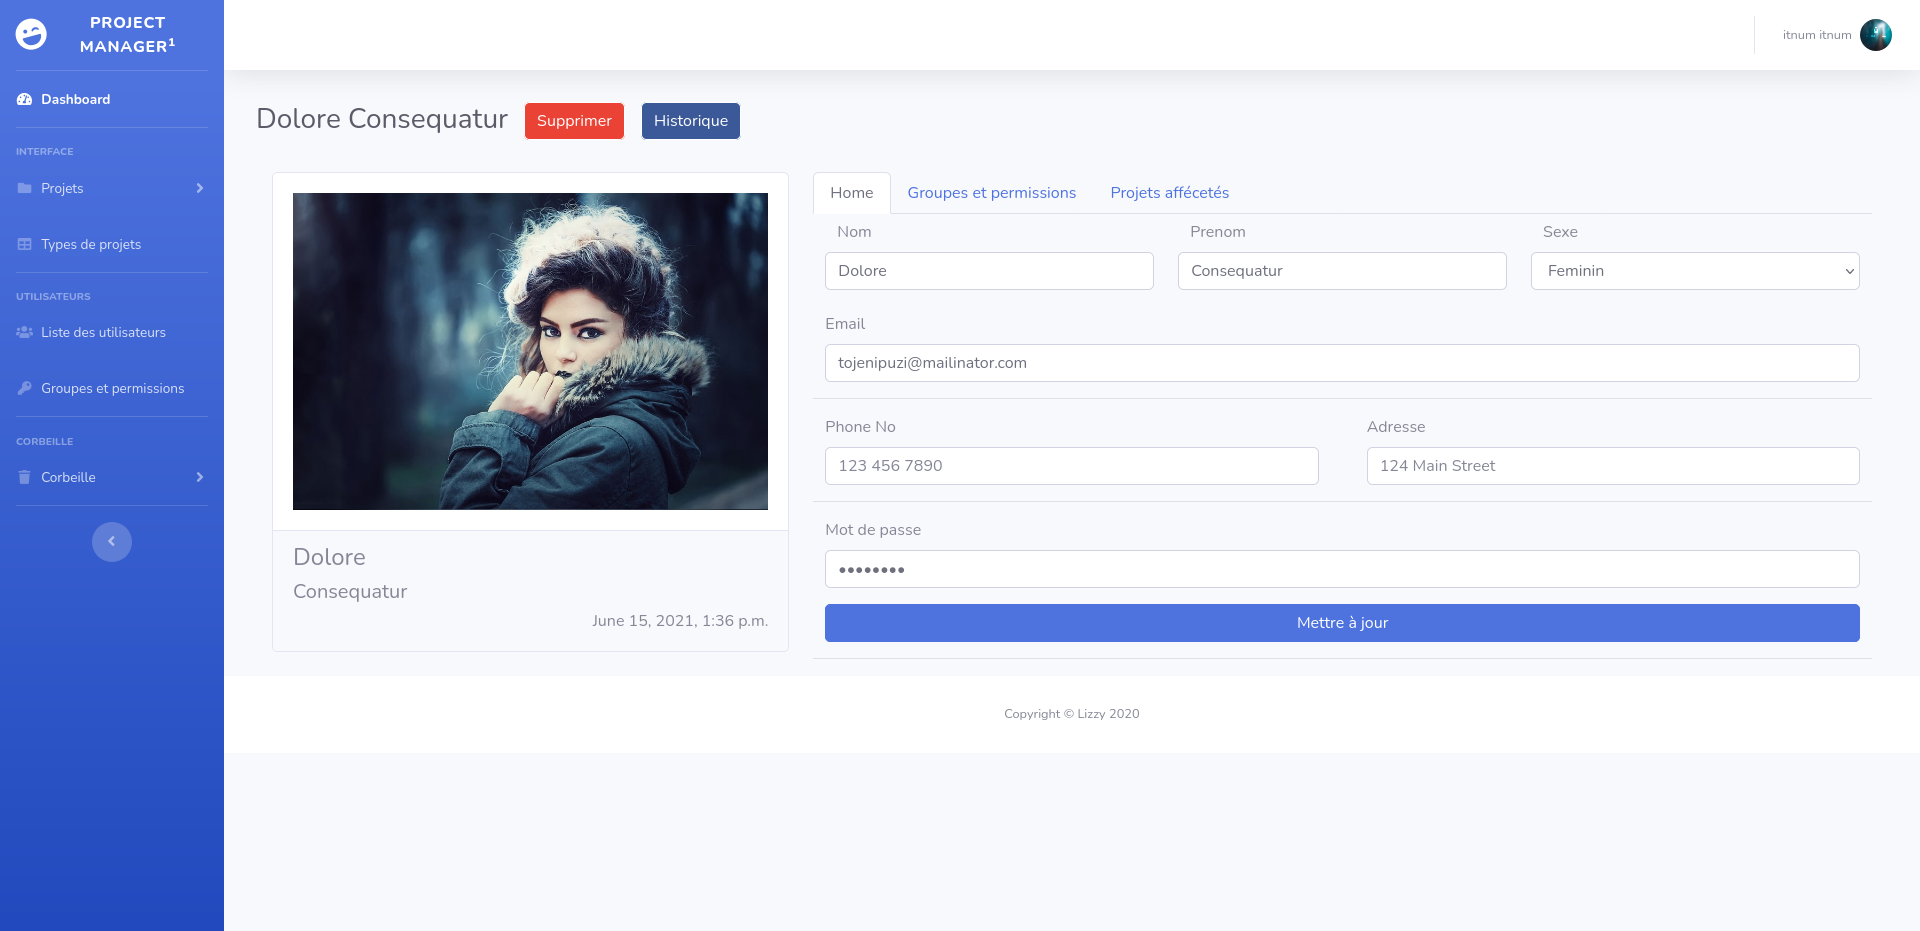 PROJECT
MANAGER1
itnum itnum
Dashboard
INTERFACE
Projets
Types de projets
UTILISATEURS
Liste des utilisateurs
Groupes et permissions
CORBEILLE
Corbeille
Dolore Consequatur Supprimer Historique
Home Groupes et permissions Projets affécetés
Nom Prenom Sexe
Dolore Consequatur Feminin
Email
tojenipuzi@mailinator.com
Phone No Adresse
123 456 7890 124 Main Street
Mot de passe
••••••••
Mettre à jour
Dolore
Consequatur
June 15, 2021, 1:36 p.m.
Copyright © Lizzy 2020